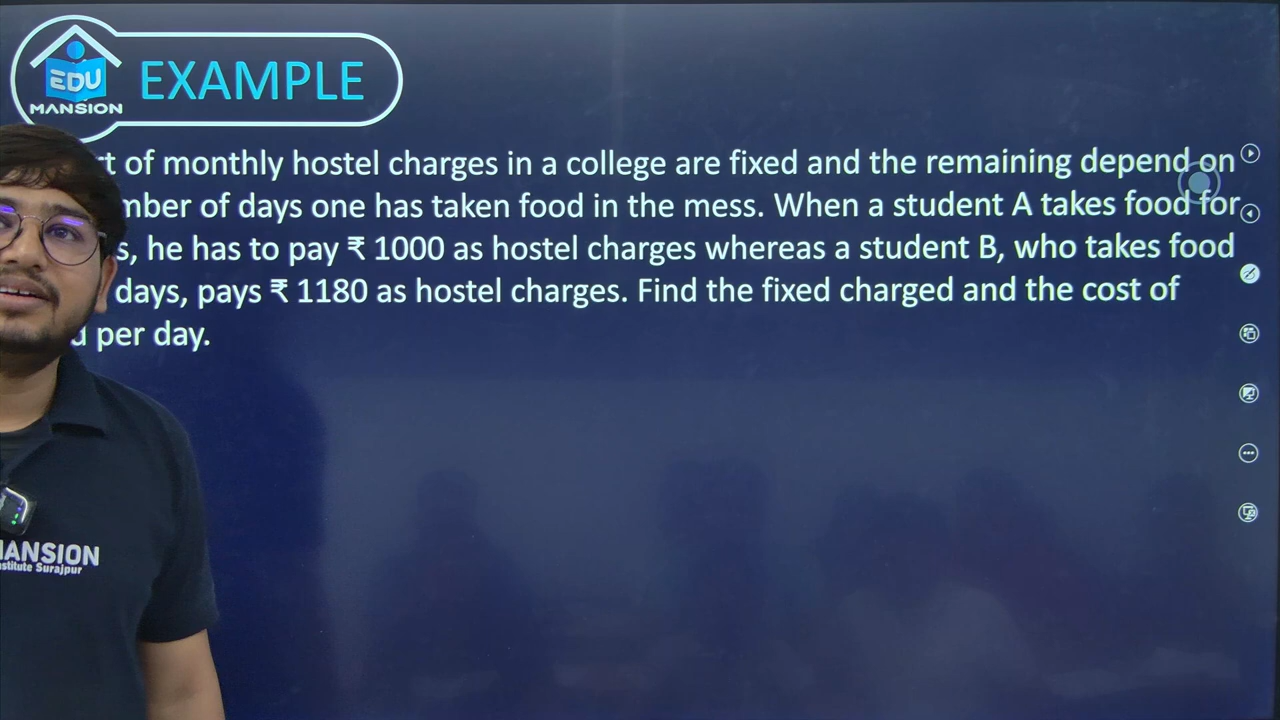 EDU
MANSION
EXAMPLE
of monthly hostel charges in a college are fixed and the remaining depend on
of days one has taken food in the mess. When a student A takes food for
he has to pay ₹ 1000 as hostel charges whereas a student B, who takes food
days, pays ₹ 1180 as hostel charges. Find the fixed charged and the cost of
per day.
MANSION
Institute Surajpur